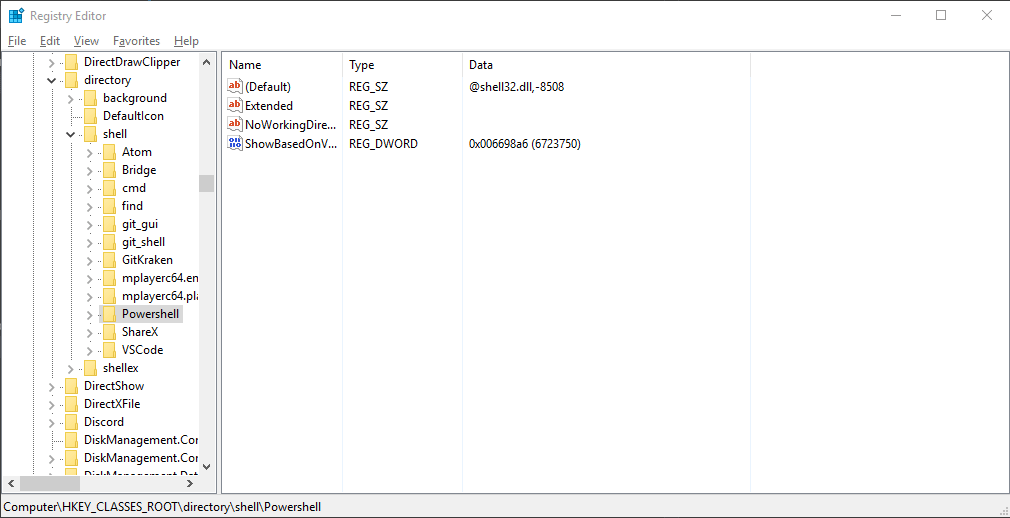 Registry Editor
File Edit View Favorites Help
DirectDrawClipper
directory
background
DefaultIcon
shell
Atom
Bridge
cmd
find
git_gui
git_shell
GitKraken
mplayerc64.en
mplayerc64.pla
Powershell
ShareX
VSCode
shellex
DirectShow
DirectXFile
Discord
DiskManagement.Cor
DiskManagement.Cor
DiskManagement.Dat
Name Type Data
(Default) REG_SZ @shell32.dll,-8508
Extended REG_SZ
NoWorkingDire... REG_SZ
ShowBasedOnV... REG_DWORD 0x006698a6 (6723750)
Computer\HKEY_CLASSES_ROOT\directory\shell\Powershell